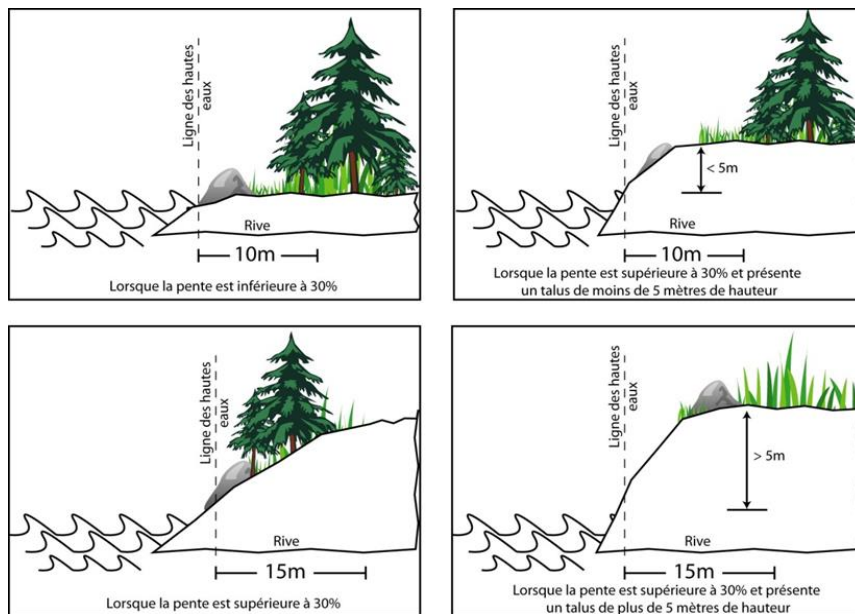 Ligne des hautes
eaux
Rive
10m
Lorsque la pente est inférieure à 30%
Ligne des hautes
eaux
< 5m
Rive
10m
Lorsque la pente est supérieure à 30% et présente
un talus de moins de 5 mètres de hauteur
Ligne des hautes
eaux
Rive
15m
Lorsque la pente est supérieure à 30%
Ligne des hautes
eaux
> 5m
Rive
15m
Lorsque la pente est supérieure à 30% et présente
un talus de plus de 5 mètres de hauteur